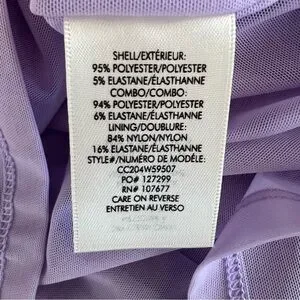 SHELL/EXTÉRIEUR:
95% POLYESTER/POLYESTER
5% ELASTANE/ÉLASTHANNE
COMBO/COMBO:
94% POLYESTER/POLYESTER
6% ELASTANE/ÉLASTHANNE
LINING/DOUBLURE:
84% NYLON/NYLON
16% ELASTANE/ÉLASTHANNE
STYLE#/NUMÉRO DE MODÈLE:
CC204W59507
PO# 127299
RN# 107677
CARE ON REVERSE
ENTRETIEN AU VERSO